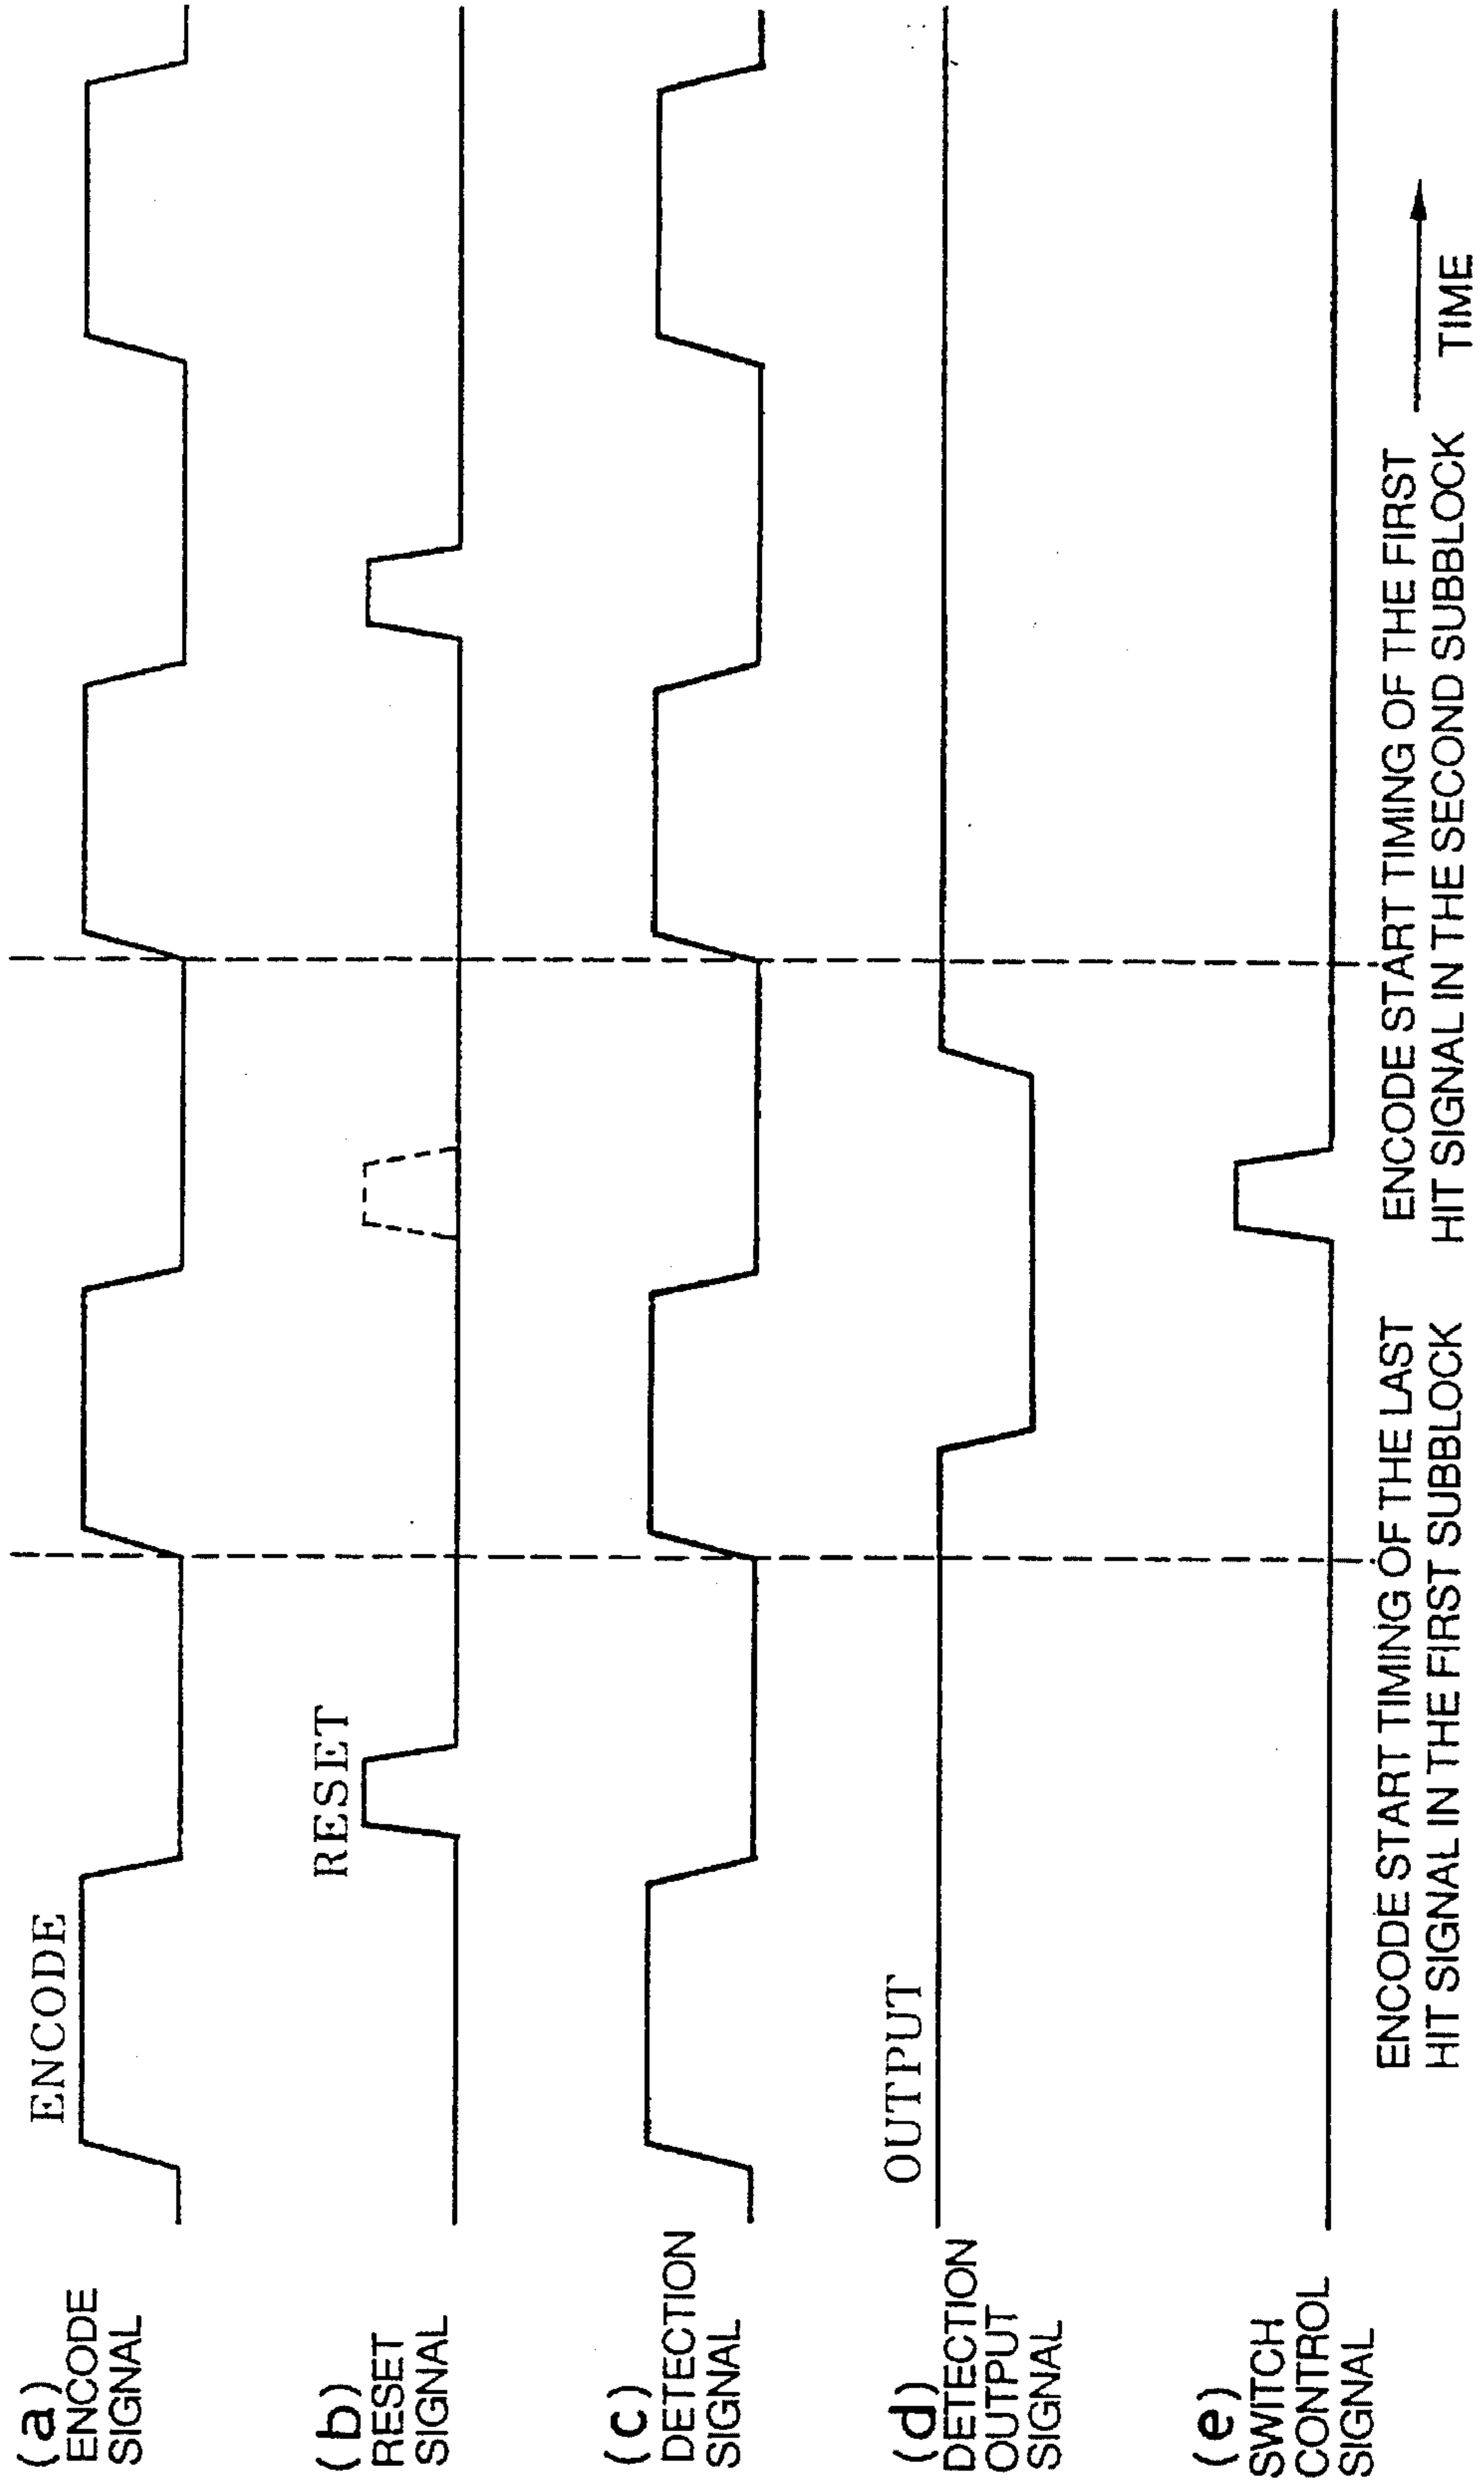 (a)
ENCODE
SIGNAL
ENCODE
(b)
RESET
SIGNAL
RESET
(c)
DETECTION
SIGNAL
(d)
DETECTION
OUTPUT
SIGNAL
OUTPUT
(e)
SWITCH
CONTROL
SIGNAL
ENCODE START TIMING OF THE LAST
HIT SIGNAL IN THE FIRST SUBBLOCK
ENCODE START TIMING OF THE FIRST
HIT SIGNAL IN THE SECOND SUBBLOCK
TIME